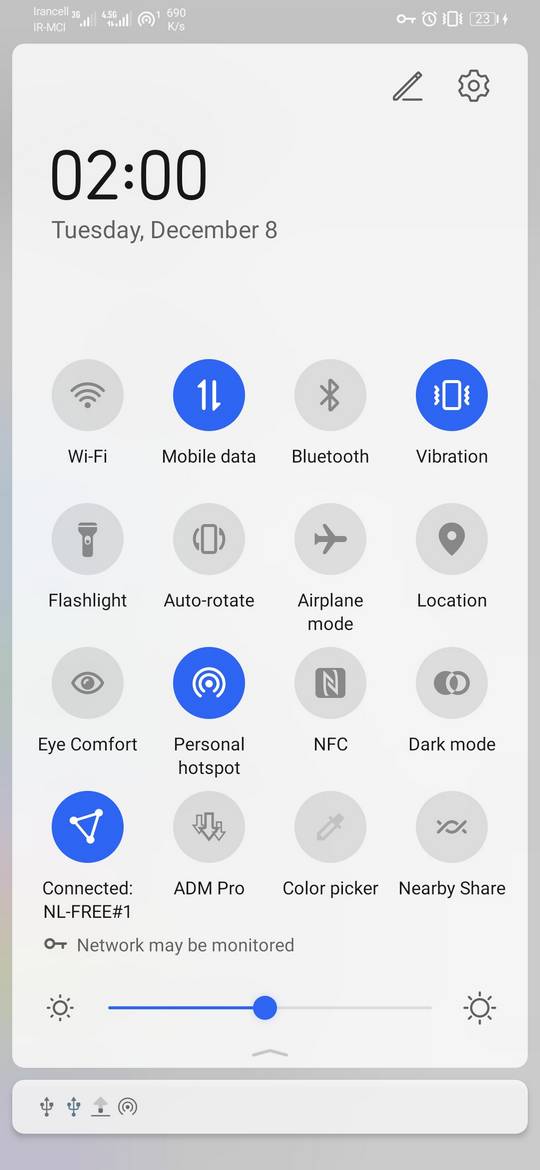 Irancell 3G 4.5G 1 690
IR-MCI K/s 23
02:00
Tuesday, December 8
Wi-Fi Mobile data Bluetooth Vibration
Flashlight Auto-rotate Airplane mode Location
Eye Comfort Personal hotspot NFC Dark mode
Connected: NL-FREE#1 ADM Pro Color picker Nearby Share
Network may be monitored